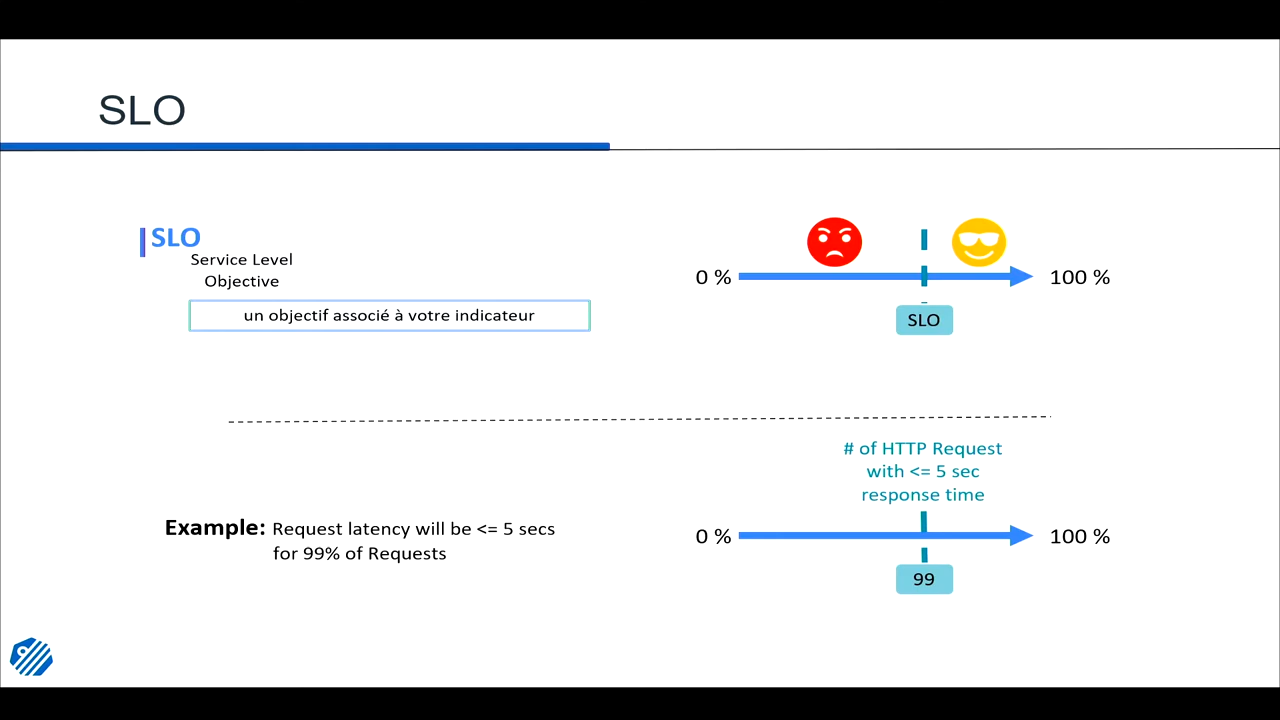 SLO
SLO
Service Level
Objective
un objectif associé à votre indicateur
0 %
100 %
SLO
# of HTTP Request
with <= 5 sec
response time
Example: Request latency will be <= 5 secs
for 99% of Requests
0 %
100 %
99